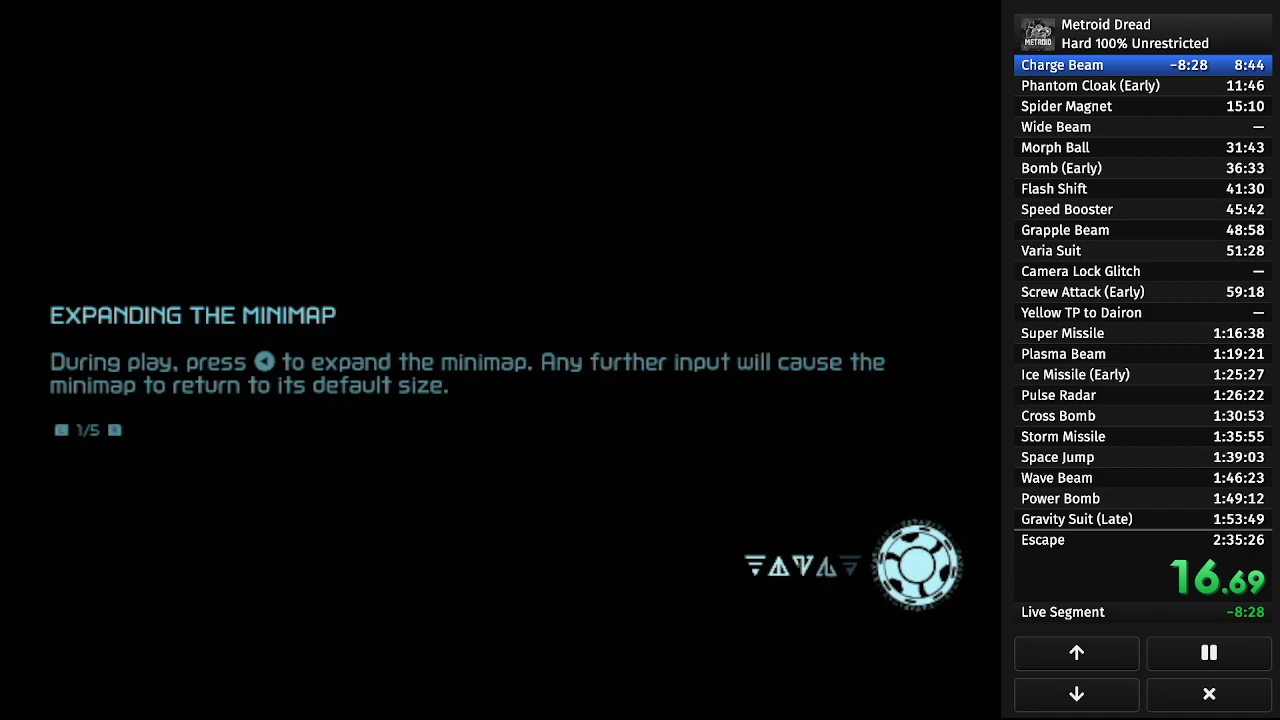 EXPANDING THE MINIMAP
During play, press to expand the minimap. Any further input will cause the
minimap to return to its default size.
L 1/5 R
METROID
Metroid Dread
Hard 100% Unrestricted
Charge Beam −8:28 8:44
Phantom Cloak (Early) 11:46
Spider Magnet 15:10
Wide Beam —
Morph Ball 31:43
Bomb (Early) 36:33
Flash Shift 41:30
Speed Booster 45:42
Grapple Beam 48:58
Varia Suit 51:28
Camera Lock Glitch —
Screw Attack (Early) 59:18
Yellow TP to Dairon —
Super Missile 1:16:38
Plasma Beam 1:19:21
Ice Missile (Early) 1:25:27
Pulse Radar 1:26:22
Cross Bomb 1:30:53
Storm Missile 1:35:55
Space Jump 1:39:03
Wave Beam 1:46:23
Power Bomb 1:49:12
Gravity Suit (Late) 1:53:49
Escape 2:35:26
16.69
Live Segment −8:28